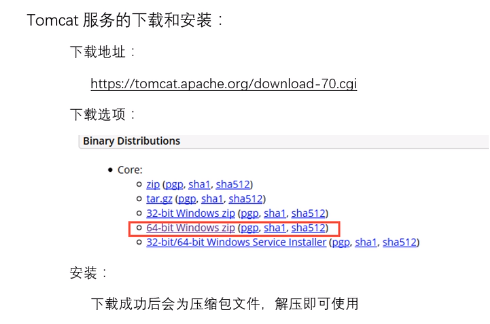 Tomcat 服务的下载和安装：
下载地址：
https://tomcat.apache.org/download-70.cgi
下载选项：
Binary Distributions
• Core:
○ zip (pgp, sha1, sha512)
○ tar.gz (pgp, sha1, sha512)
○ 32-bit Windows zip (pgp, sha1, sha512)
○ 64-bit Windows zip (pgp, sha1, sha512)
○ 32-bit/64-bit Windows Service Installer (pgp, sha1, sha512)
安装：
下载成功后会为压缩包文件，解压即可使用